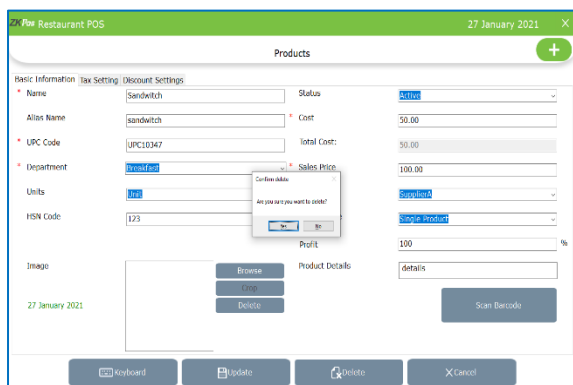 ZKPos Restaurant POS 27 January 2021 X
Products
+
Basic Information Tax Setting Discount Settings
* Name Sandwitch Status Active
Alias Name sandwitch * Cost 50.00
* UPC Code UPC10347 Total Cost: 50.00
* Department Breakfast * Sales Price 100.00
Confirm delete
Units Unit SupplierA
Are you sure you want to delete?
HSN Code 123 Single Product
Yes No
Profit 100 %
Image Browse Product Details details
Crop
27 January 2021 Delete Scan Barcode
Keyboard Update Delete X Cancel